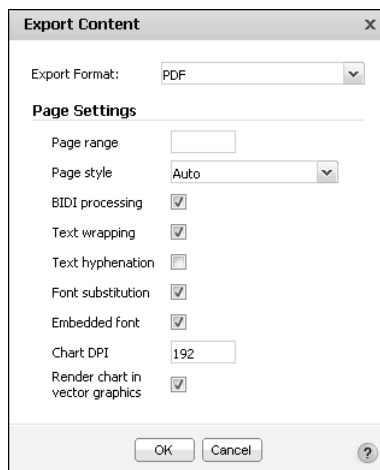 Export Content x
Export Format: PDF
Page Settings
Page range
Page style Auto
BIDI processing
Text wrapping
Text hyphenation
Font substitution
Embedded font
Chart DPI 192
Render chart in
vector graphics
OK Cancel ?